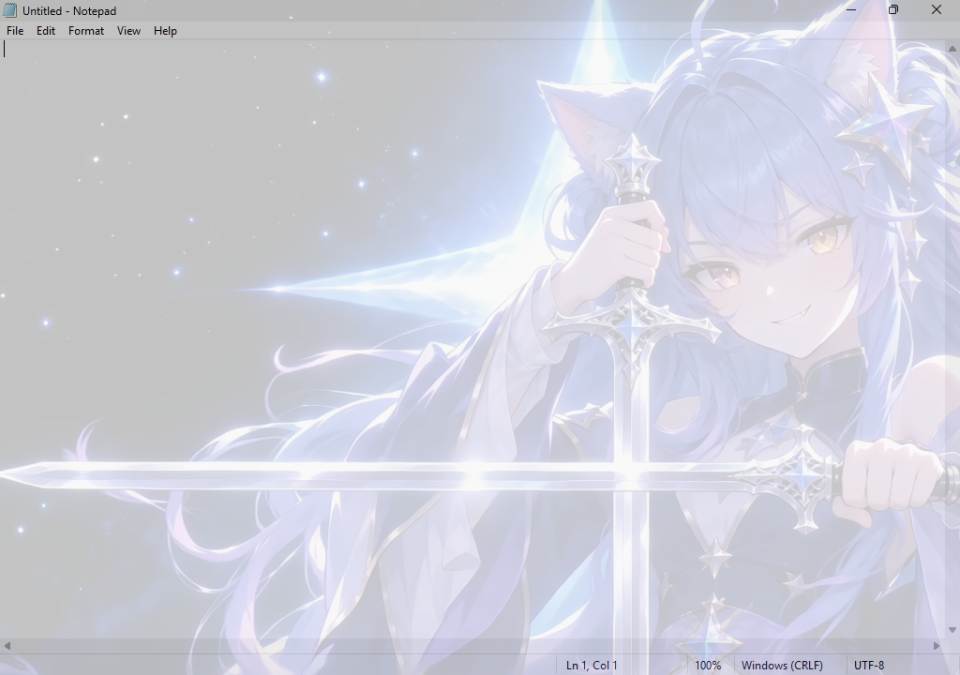 Untitled - Notepad
File Edit Format View Help
Ln 1, Col 1 100% Windows (CRLF) UTF-8